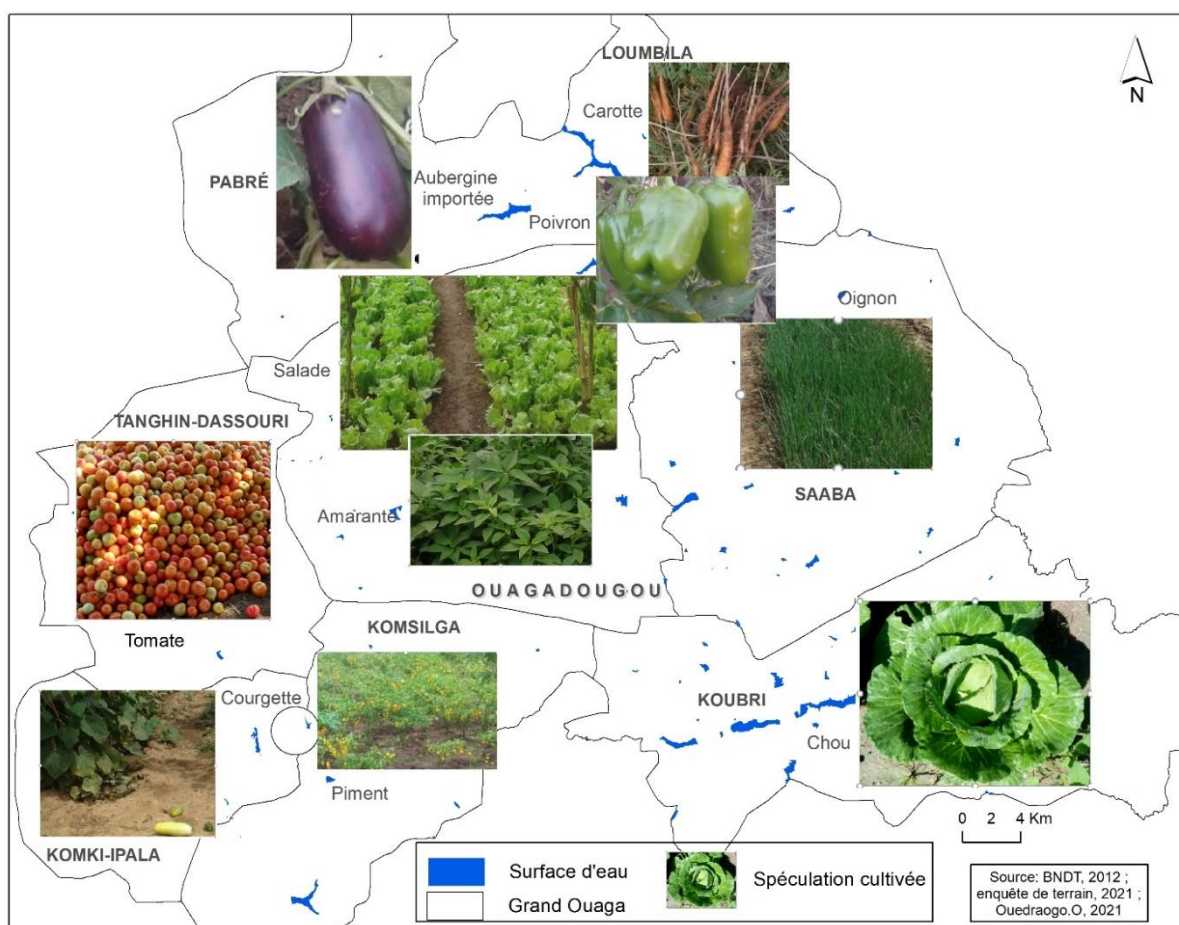 LOUMBILA
N
Carotte
PABRÉ
Aubergine
importée
Poivron
Oignon
Salade
TANGHIN-DASSOURI
SAABA
Amarante
OUAGADOUGOU
Tomate
KOMSILGA
Courgette
KOUBRI
Chou
Piment
0 2 4 Km
KOMKI-IPALA
Surface d'eau
Spéculation cultivée
Grand Ouaga
Source: BNDT, 2012 ;
enquête de terrain, 2021 ;
Ouedraogo.O, 2021